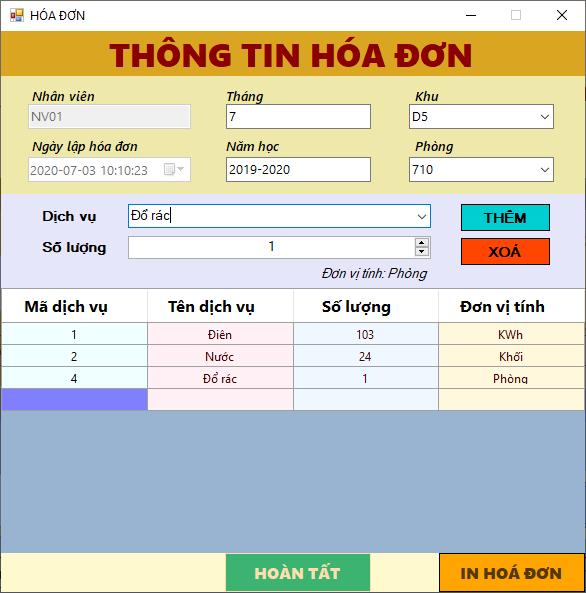 HÓA ĐƠN
THÔNG TIN HÓA ĐƠN
Nhân viên Tháng Khu
NV01 7 D5
Ngày lập hóa đơn Năm học Phòng
2020-07-03 10:10:23 2019-2020 710
Dịch vụ Đổ rác THÊM
Số lượng 1 XOÁ
Đơn vị tính: Phòng
Mã dịch vụ Tên dịch vụ Số lượng Đơn vị tính
1 Điên 103 KWh
2 Nước 24 Khối
4 Đổ rác 1 Phòng
HOÀN TẤT IN HOÁ ĐƠN